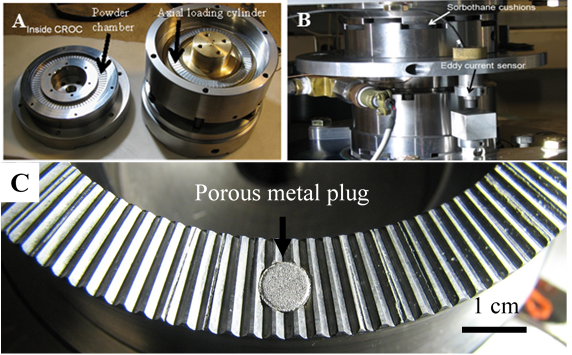 A
Inside CROC
Powder
chamber
Axial loading cylinder
B
Sorbothane cushions
Eddy current sensor
C
Porous metal plug
1 cm